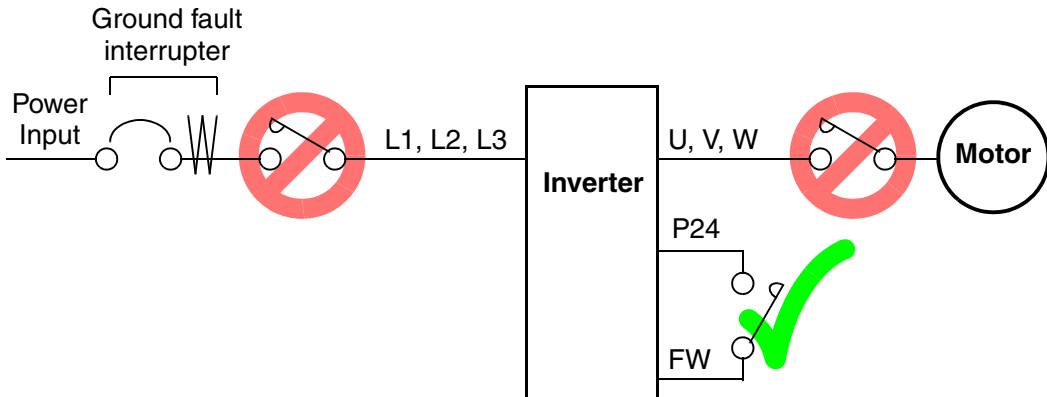 Ground fault
interrupter
Power
Input
L1, L2, L3
Inverter
U, V, W
Motor
P24
FW